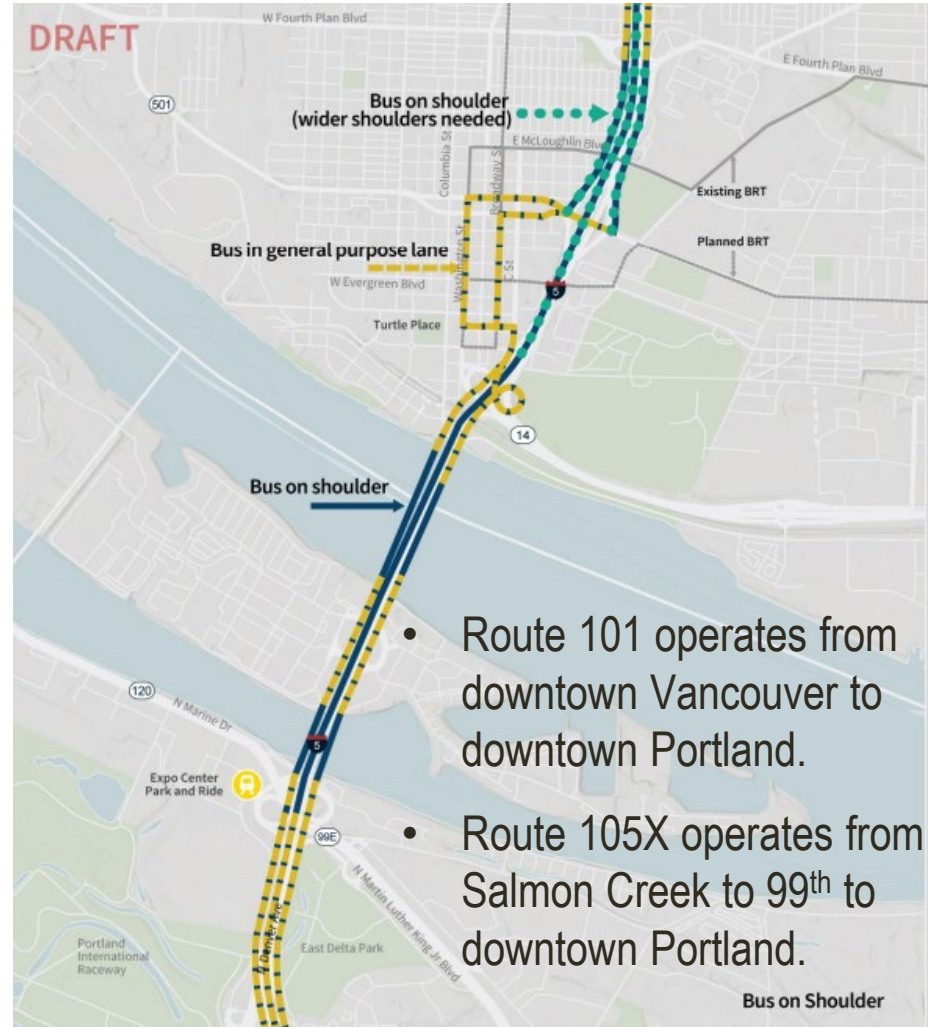 DRAFT
W Fourth Plan Blvd
E Fourth Plan Blvd
501
Bus on shoulder
(wider shoulders needed)
E McLoughlin Blvd
Columbia St
Broadway St
Existing BRT
Planned BRT
Bus in general purpose lane
Washington St
C St
W Evergreen Blvd
5
Turtle Place
14
Bus on shoulder
• Route 101 operates from
downtown Vancouver to
downtown Portland.
120
N Marine Dr
5
Expo Center
Park and Ride
99E
N Martin Luther King Jr Blvd
• Route 105X operates from
Salmon Creek to 99th to
downtown Portland.
N Denver Ave
Portland
International
Raceway
East Delta Park
Bus on Shoulder